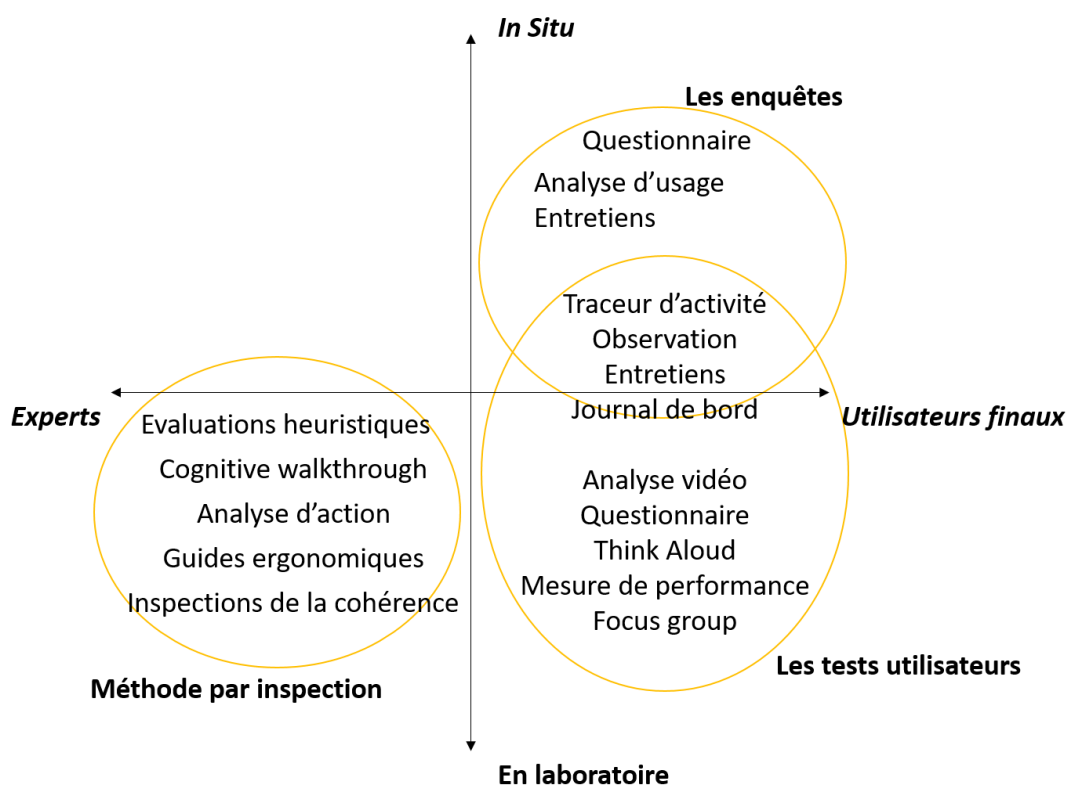 In Situ
Les enquêtes
Questionnaire
Analyse d’usage
Entretiens
Traceur d’activité
Observation
Entretiens
Journal de bord
Experts
Utilisateurs finaux
Evaluations heuristiques
Cognitive walkthrough
Analyse d’action
Guides ergonomiques
Inspections de la cohérence
Méthode par inspection
Analyse vidéo
Questionnaire
Think Aloud
Mesure de performance
Focus group
Les tests utilisateurs
En laboratoire